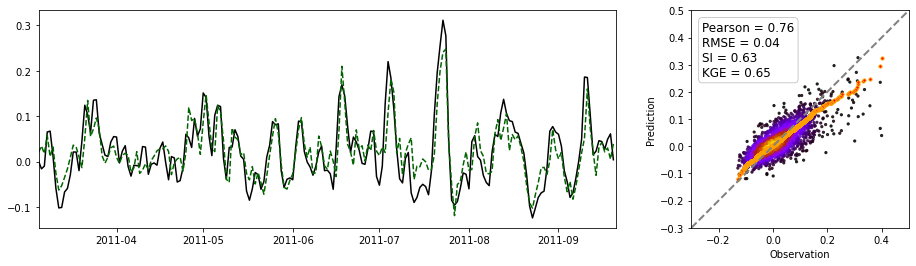 0.3
0.2
0.1
0.0
−0.1
2011-04 2011-05 2011-06 2011-07 2011-08 2011-09
0.5
0.4
0.3
0.2
0.1
0.0
−0.1
−0.2
−0.3
Prediction
Pearson = 0.76
RMSE = 0.04
SI = 0.63
KGE = 0.65
−0.2 0.0 0.2 0.4
Observation